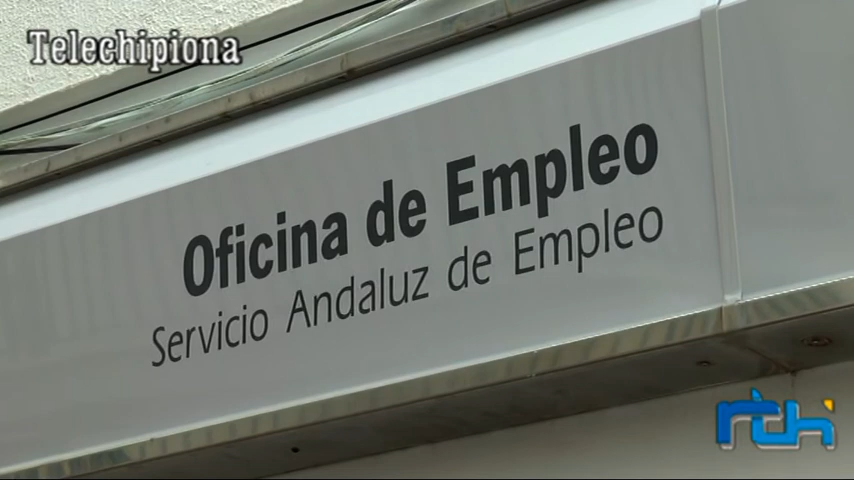 Telechipiona
Oficina de Empleo
Servicio Andaluz de Empleo
rtch